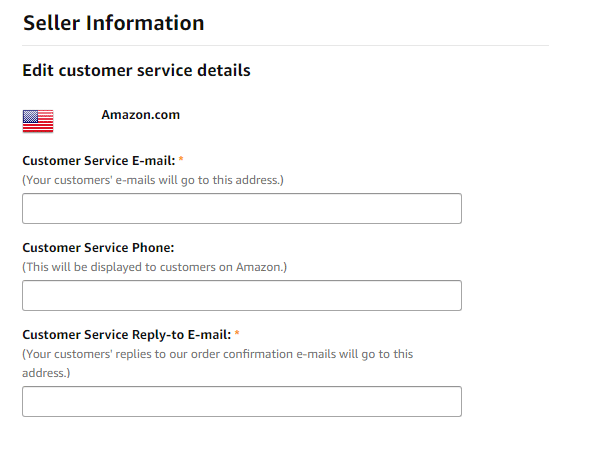 Seller Information
Edit customer service details
Amazon.com
Customer Service E-mail: *
(Your customers' e-mails will go to this address.)
Customer Service Phone:
(This will be displayed to customers on Amazon.)
Customer Service Reply-to E-mail: *
(Your customers' replies to our order confirmation e-mails will go to this
address.)